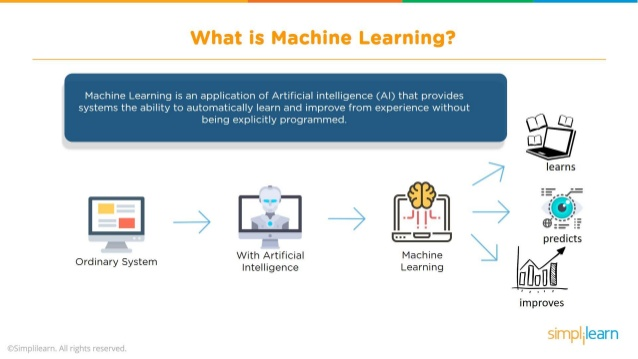 What is Machine Learning?
Machine Learning is an application of Artificial intelligence (AI) that provides
systems the ability to automatically learn and improve from experience without
being explicitly programmed.
learns
predicts
improves
Ordinary System
With Artificial
Intelligence
Machine
Learning
©Simplilearn. All rights reserved.
simplilearn